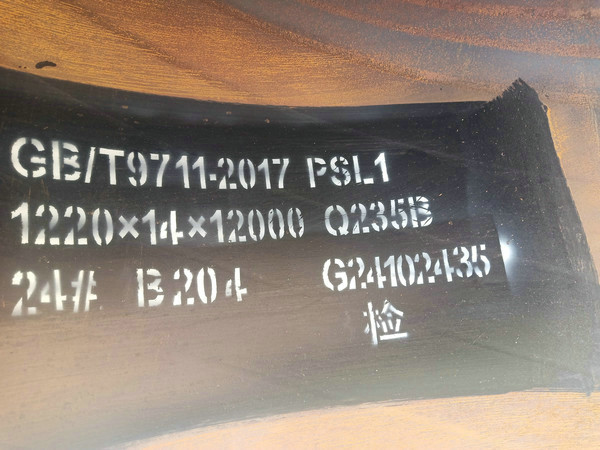 GB/T9711-2017 PSL1
1220×14×12000 Q235B
24# B204 G24102435
检